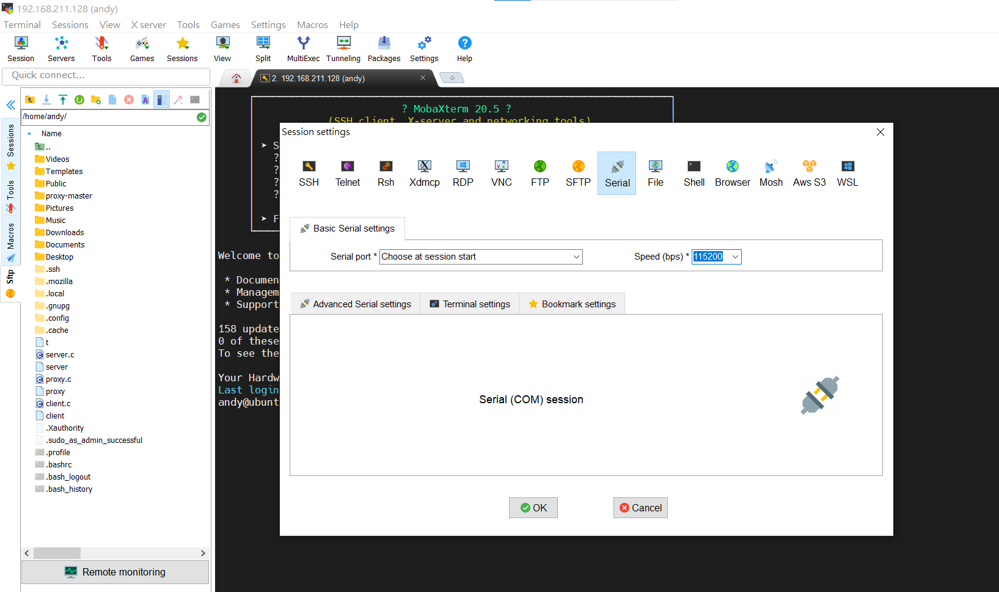 192.168.211.128 (andy)
Terminal Sessions View X server Tools Games Settings Macros Help
Session Servers Tools Games Sessions View Split MultiExec Tunneling Packages Settings Help
Quick connect...
2. 192.168.211.128 (andy)
/home/andy/
Name
..
Videos
Templates
Public
proxy-master
Pictures
Music
Downloads
Documents
Desktop
.ssh
.mozilla
.local
.gnupg
.config
.cache
t
server.c
server
proxy.c
proxy
client.c
client
.Xauthority
.sudo_as_admin_successful
.profile
.bashrc
.bash_logout
.bash_history
Remote monitoring
Sessions
Tools
Macros
Sftp
? MobaXterm 20.5 ?
(SSH client, X-server and networking tools)
➤ S
?
?
?
?
➤ F
Welcome to
* Documen
* Managem
* Support
158 update
0 of these
To see the
Your Hardw
Last login
andy@ubunt
Session settings
SSH Telnet Rsh Xdmcp RDP VNC FTP SFTP Serial File Shell Browser Mosh Aws S3 WSL
Basic Serial settings
Serial port * Choose at session start Speed (bps) * 115200
Advanced Serial settings Terminal settings Bookmark settings
Serial (COM) session
OK Cancel